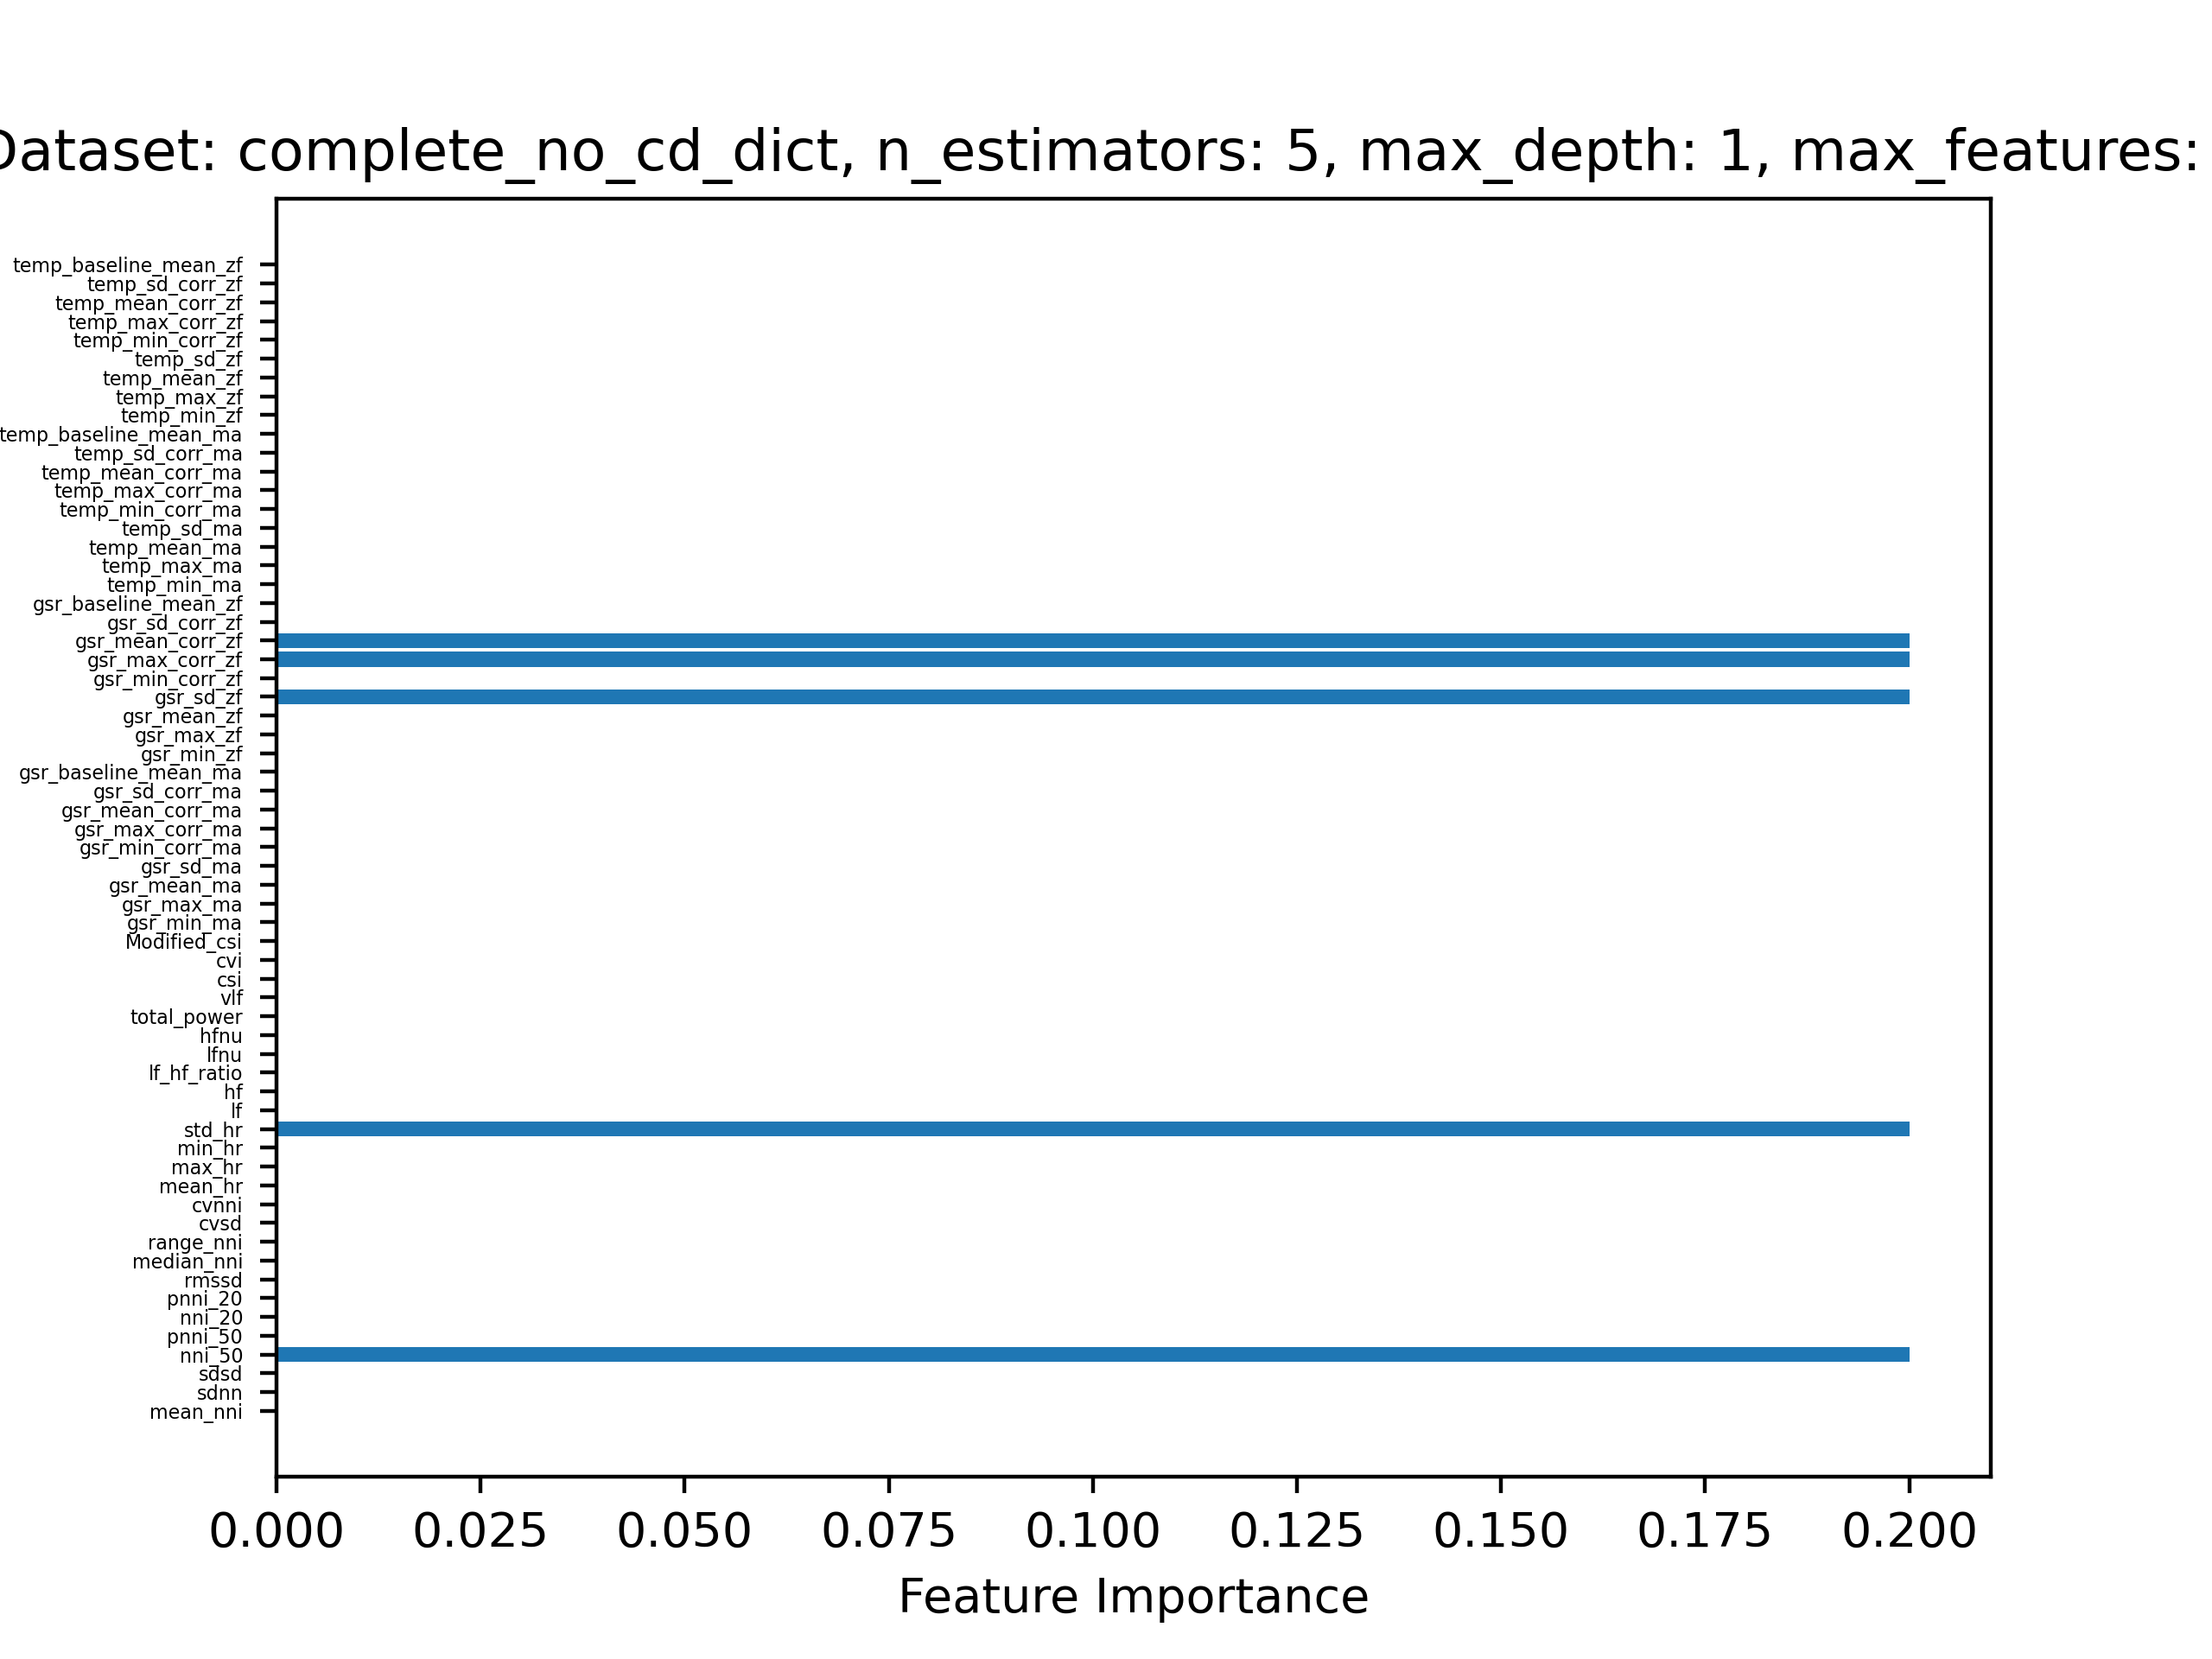 Dataset: complete_no_cd_dict, n_estimators: 5, max_depth: 1, max_features:
temp_baseline_mean_zf
temp_sd_corr_zf
temp_mean_corr_zf
temp_max_corr_zf
temp_min_corr_zf
temp_sd_zf
temp_mean_zf
temp_max_zf
temp_min_zf
temp_baseline_mean_ma
temp_sd_corr_ma
temp_mean_corr_ma
temp_max_corr_ma
temp_min_corr_ma
temp_sd_ma
temp_mean_ma
temp_max_ma
temp_min_ma
gsr_baseline_mean_zf
gsr_sd_corr_zf
gsr_mean_corr_zf
gsr_max_corr_zf
gsr_min_corr_zf
gsr_sd_zf
gsr_mean_zf
gsr_max_zf
gsr_min_zf
gsr_baseline_mean_ma
gsr_sd_corr_ma
gsr_mean_corr_ma
gsr_max_corr_ma
gsr_min_corr_ma
gsr_sd_ma
gsr_mean_ma
gsr_max_ma
gsr_min_ma
Modified_csi
cvi
csi
vlf
total_power
hfnu
lfnu
lf_hf_ratio
hf
lf
std_hr
min_hr
max_hr
mean_hr
cvnni
cvsd
range_nni
median_nni
rmssd
pnni_20
nni_20
pnni_50
nni_50
sdsd
sdnn
mean_nni
0.000 0.025 0.050 0.075 0.100 0.125 0.150 0.175 0.200
Feature Importance